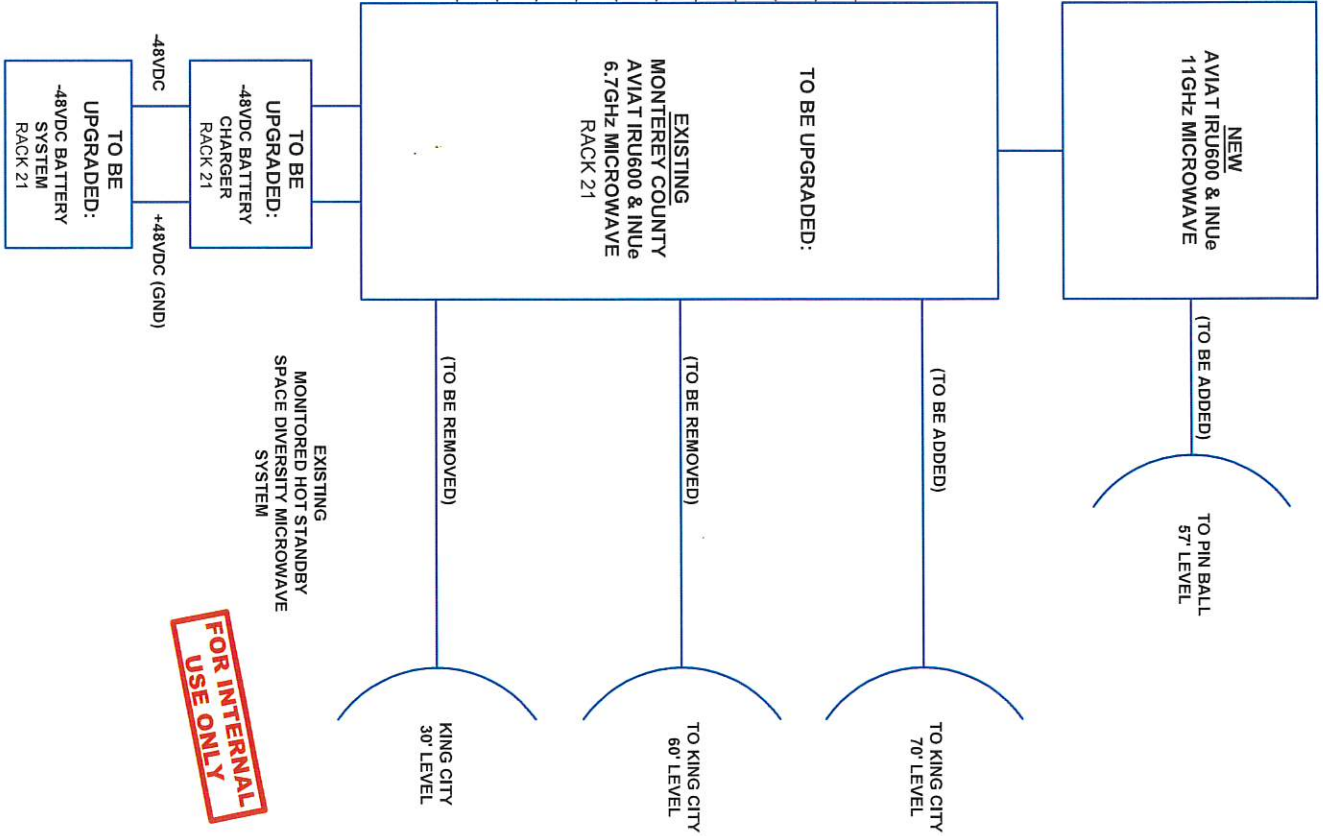 NEW
AVIAT IRU600 & INUe
11GHz MICROWAVE
(TO BE ADDED)
TO PIN BALL
57' LEVEL
TO BE UPGRADED:
EXISTING
MONTEREY COUNTY
AVIAT IRU600 & INUe
6.7GHz MICROWAVE
RACK 21
(TO BE ADDED)
TO KING CITY
70' LEVEL
(TO BE REMOVED)
TO KING CITY
60' LEVEL
(TO BE REMOVED)
KING CITY
30' LEVEL
EXISTING
MONITORED HOT STANDBY
SPACE DIVERSITY MICROWAVE
SYSTEM
TO BE
UPGRADED:
-48VDC BATTERY
CHARGER
RACK 21
-48VDC
+48VDC (GND)
TO BE
UPGRADED:
-48VDC BATTERY
SYSTEM
RACK 21
FOR INTERNAL
USE ONLY